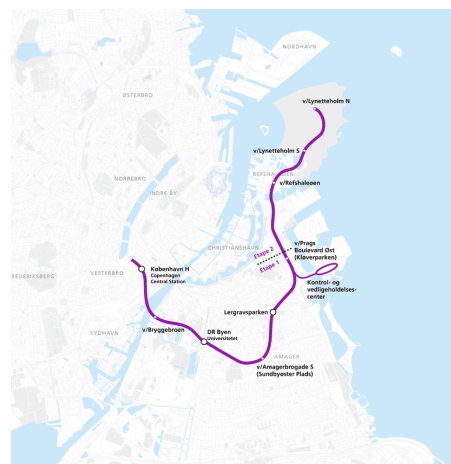 NORDHAVN
ØSTERBRO
v/Lynetteholm N
v/Lynetteholm S
REFSHALEØEN
v/Refshaleøen
NØRREBRO
INDRE BY
CHRISTIANSHAVN
Etape 2
Etape 1
v/Prags
Boulevard Øst
(Kløverparken)
København H
Copenhagen
Central Station
VESTERBRO
Kontrol- og
vedligeholdelses-
center
Lergravsparken
v/Bryggebroen
SYDHAVN
DR Byen
Universitetet
AMAGER
v/Amagerbrogade S
(Sundbyøster Plads)